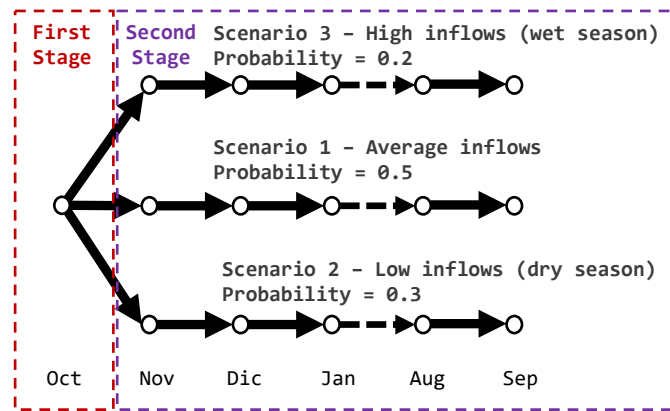 First
Stage
Second
Stage
Scenario 3 – High inflows (wet season)
Probability = 0.2
Scenario 1 – Average inflows
Probability = 0.5
Scenario 2 – Low inflows (dry season)
Probability = 0.3
Oct Nov Dic Jan Aug Sep